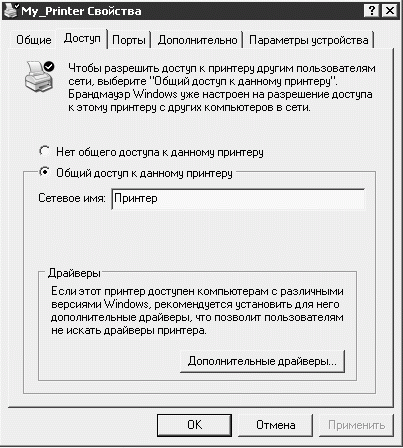 My_Printer Свойства
Общие Доступ Порты Дополнительно Параметры устройства
Чтобы разрешить доступ к принтеру другим пользователям
сети, выберите "Общий доступ к данному принтеру".
Брандмауэр Windows уже настроен на разрешение доступа
к этому принтеру с других компьютеров в сети.
Нет общего доступа к данному принтеру
Общий доступ к данному принтеру
Сетевое имя: Принтер
Драйверы
Если этот принтер доступен компьютерам с различными
версиями Windows, рекомендуется установить для него
дополнительные драйверы, что позволит пользователям
не искать драйверы принтера.
Дополнительные драйверы...
OK Отмена Применить